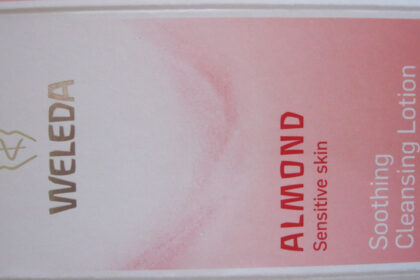 WELEDA
ALMOND
Sensitive skin
Soothing
Cleansing Lotion